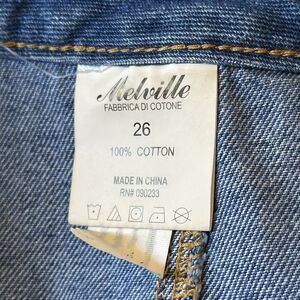 Melville
FABBRICA DI COTONE
26
100% COTTON
MADE IN CHINA
RN# 090233